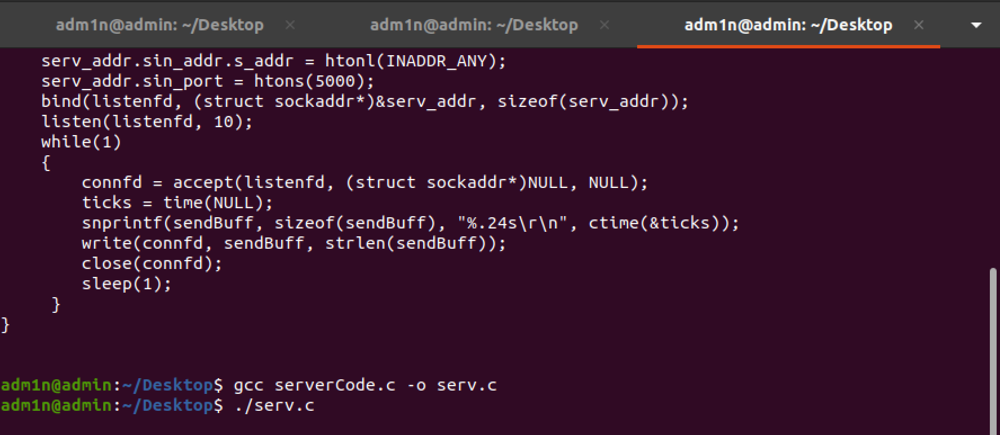 adm1n@admin: ~/Desktop × adm1n@admin: ~/Desktop × adm1n@admin: ~/Desktop ×
    serv_addr.sin_addr.s_addr = htonl(INADDR_ANY);
    serv_addr.sin_port = htons(5000);
    bind(listenfd, (struct sockaddr*)&serv_addr, sizeof(serv_addr));
    listen(listenfd, 10);
    while(1)
    {
        connfd = accept(listenfd, (struct sockaddr*)NULL, NULL);
        ticks = time(NULL);
        snprintf(sendBuff, sizeof(sendBuff), "%.24s\r\n", ctime(&ticks));
        write(connfd, sendBuff, strlen(sendBuff));
        close(connfd);
        sleep(1);
     }
}
adm1n@admin:~/Desktop$ gcc serverCode.c -o serv.c
adm1n@admin:~/Desktop$ ./serv.c